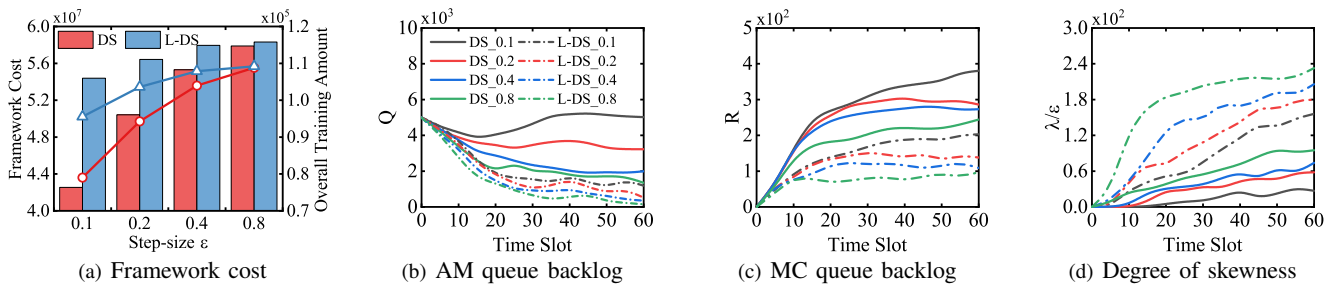 ×10⁷
×10⁵
6.0
5.6
5.2
4.8
4.4
4.0
Framework Cost
DS
L-DS
1.2
1.1
1.0
0.9
0.8
0.7
Overall Training Amount
0.1 0.2 0.4 0.8
Step-size ε
(a) Framework cost
×10³
10
8
6
4
2
0
Q
DS_0.1 L-DS_0.1
DS_0.2 L-DS_0.2
DS_0.4 L-DS_0.4
DS_0.8 L-DS_0.8
0 10 20 30 40 50 60
Time Slot
(b) AM queue backlog
×10²
5
4
3
2
1
0
R
0 10 20 30 40 50 60
Time Slot
(c) MC queue backlog
×10²
3.0
2.4
1.8
1.2
0.6
0.0
λ/ε
0 10 20 30 40 50 60
Time Slot
(d) Degree of skewness